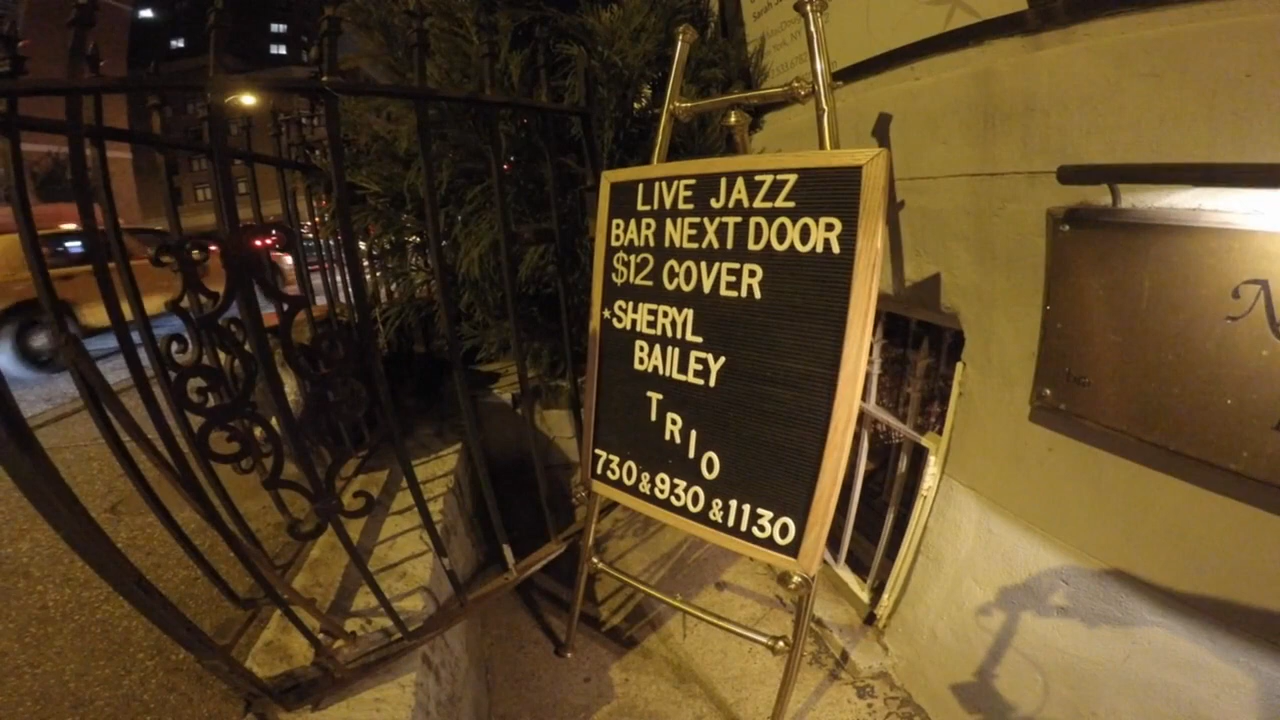 LIVE JAZZ
BAR NEXT DOOR
$12 COVER
*SHERYL
BAILEY
TRIO
730 & 930 & 1130